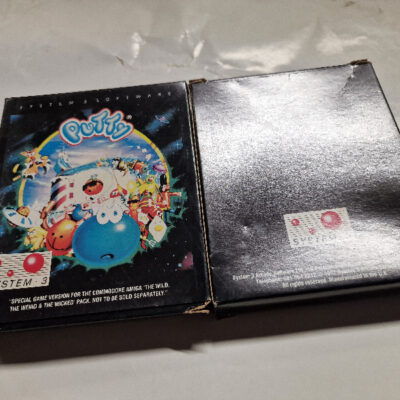 SYSTEM 3 SOFTWARE
PUTTY
SYSTEM 3
"SPECIAL GAME VERSION FOR THE COMMODORE AMIGA 'THE WILD,
THE WEIRD & THE WICKED' PACK. NOT TO BE SOLD SEPARATELY."
SYSTEM 3
All rights reserved.